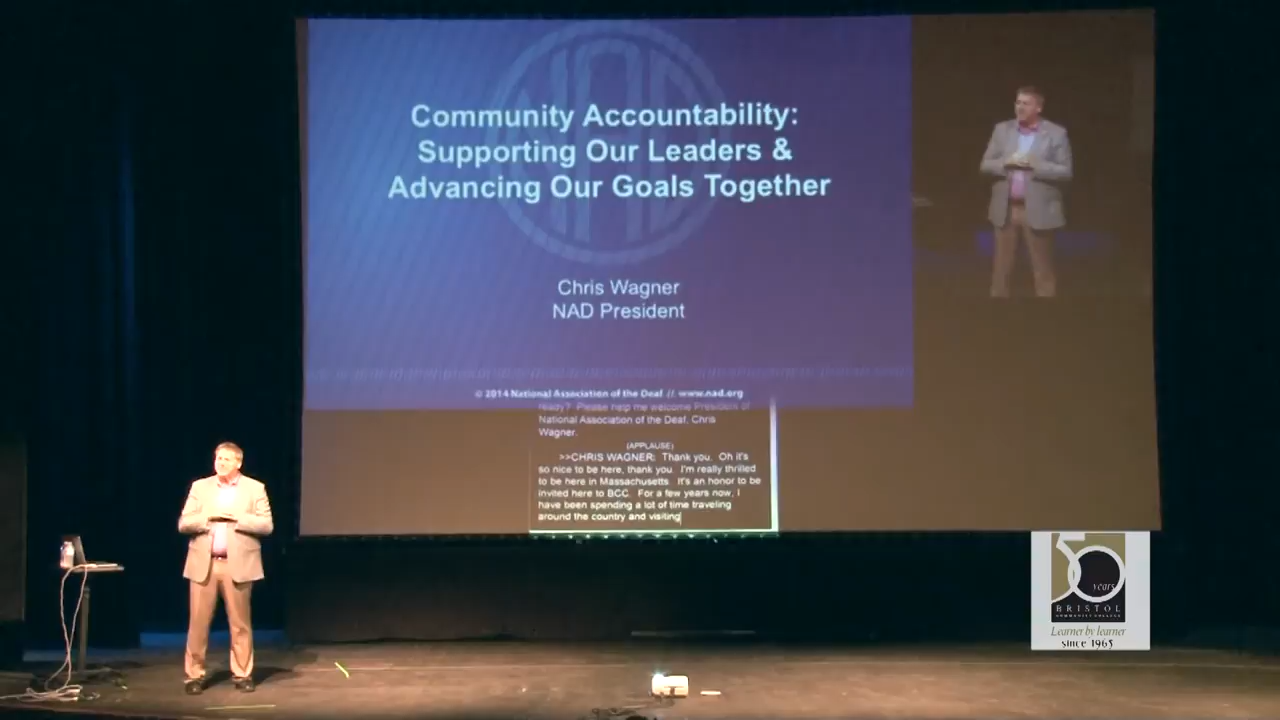 NAD
Community Accountability:
Supporting Our Leaders &
Advancing Our Goals Together
Chris Wagner
NAD President
© 2014 National Association of the Deaf // www.nad.org
ready? Please help me welcome President of
National Association of the Deaf, Chris
Wagner.
(APPLAUSE)
>>CHRIS WAGNER: Thank you. Oh it's
so nice to be here, thank you. I'm really thrilled
to be here in Massachusetts. It's an honor to be
invited here to BCC. For a few years now, I
have been spending a lot of time traveling
around the country and visiting
50
years
BRISTOL
COMMUNITY COLLEGE
Learner by learner
since 1965